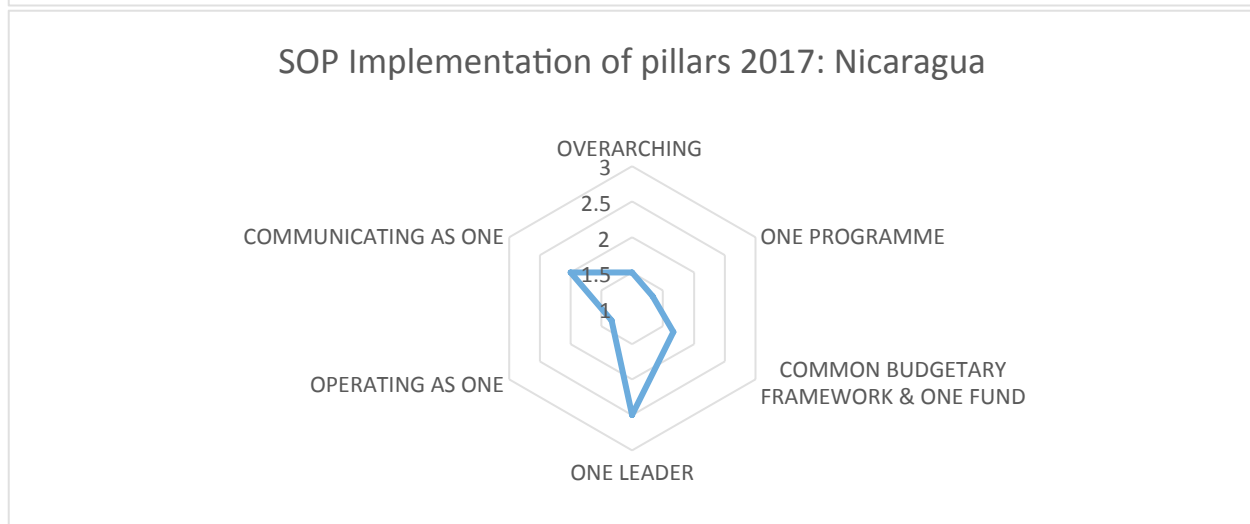 SOP Implementation of pillars 2017: Nicaragua
OVERARCHING
3
2.5
2
1.5
1
ONE PROGRAMME
COMMON BUDGETARY
FRAMEWORK & ONE FUND
ONE LEADER
OPERATING AS ONE
COMMUNICATING AS ONE